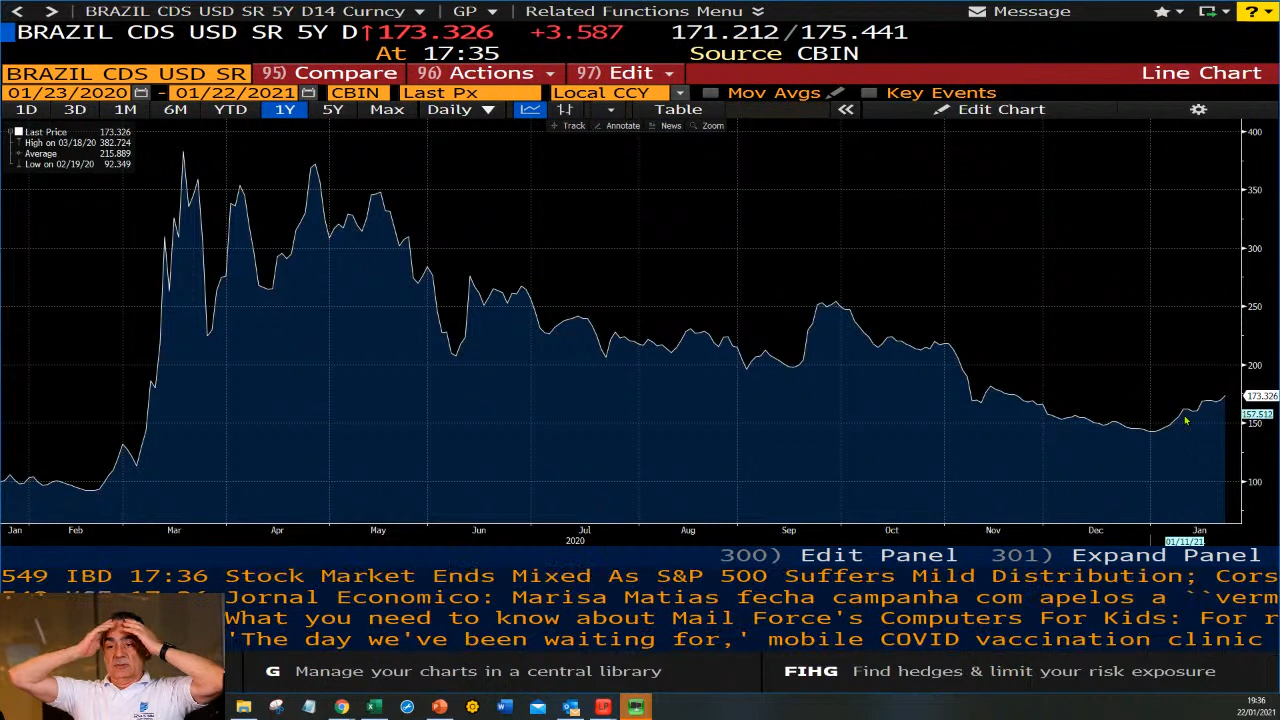 BRAZIL CDS USD SR 5Y D14 Curncy GP Related Functions Menu Message
BRAZIL CDS USD SR 5Y D↑173.326 +3.587 171.212/175.441
At 17:35 Source CBIN
BRAZIL CDS USD SR 95) Compare 96) Actions 97) Edit Line Chart
01/23/2020 - 01/22/2021 CBIN Last Px Local CCY Mov Avgs Key Events
1D 3D 1M 6M YTD 1Y 5Y Max Daily ▼ Table « Edit Chart
Track Annotate News Zoom
Last Price 173.326
High on 03/18/20 382.724
Average 215.889
Low on 02/19/20 92.349
400
350
300
250
200
173.326
157.512
150
100
Jan Feb Mar Apr May Jun Jul Aug Sep Oct Nov Dec Jan
2020 01/11/21
300) Edit Panel 301) Expand Panel
549 IBD 17:36 Stock Market Ends Mixed As S&P 500 Suffers Mild Distribution; Cors
17:36 Jornal Economico: Marisa Matias fecha campanha com apelos a ``verm
What you need to know about Mail Force's Computers For Kids: For r
'The day we've been waiting for,' mobile COVID vaccination clinic
G Manage your charts in a central library FIHG Find hedges & limit your risk exposure
19:36
22/01/2021